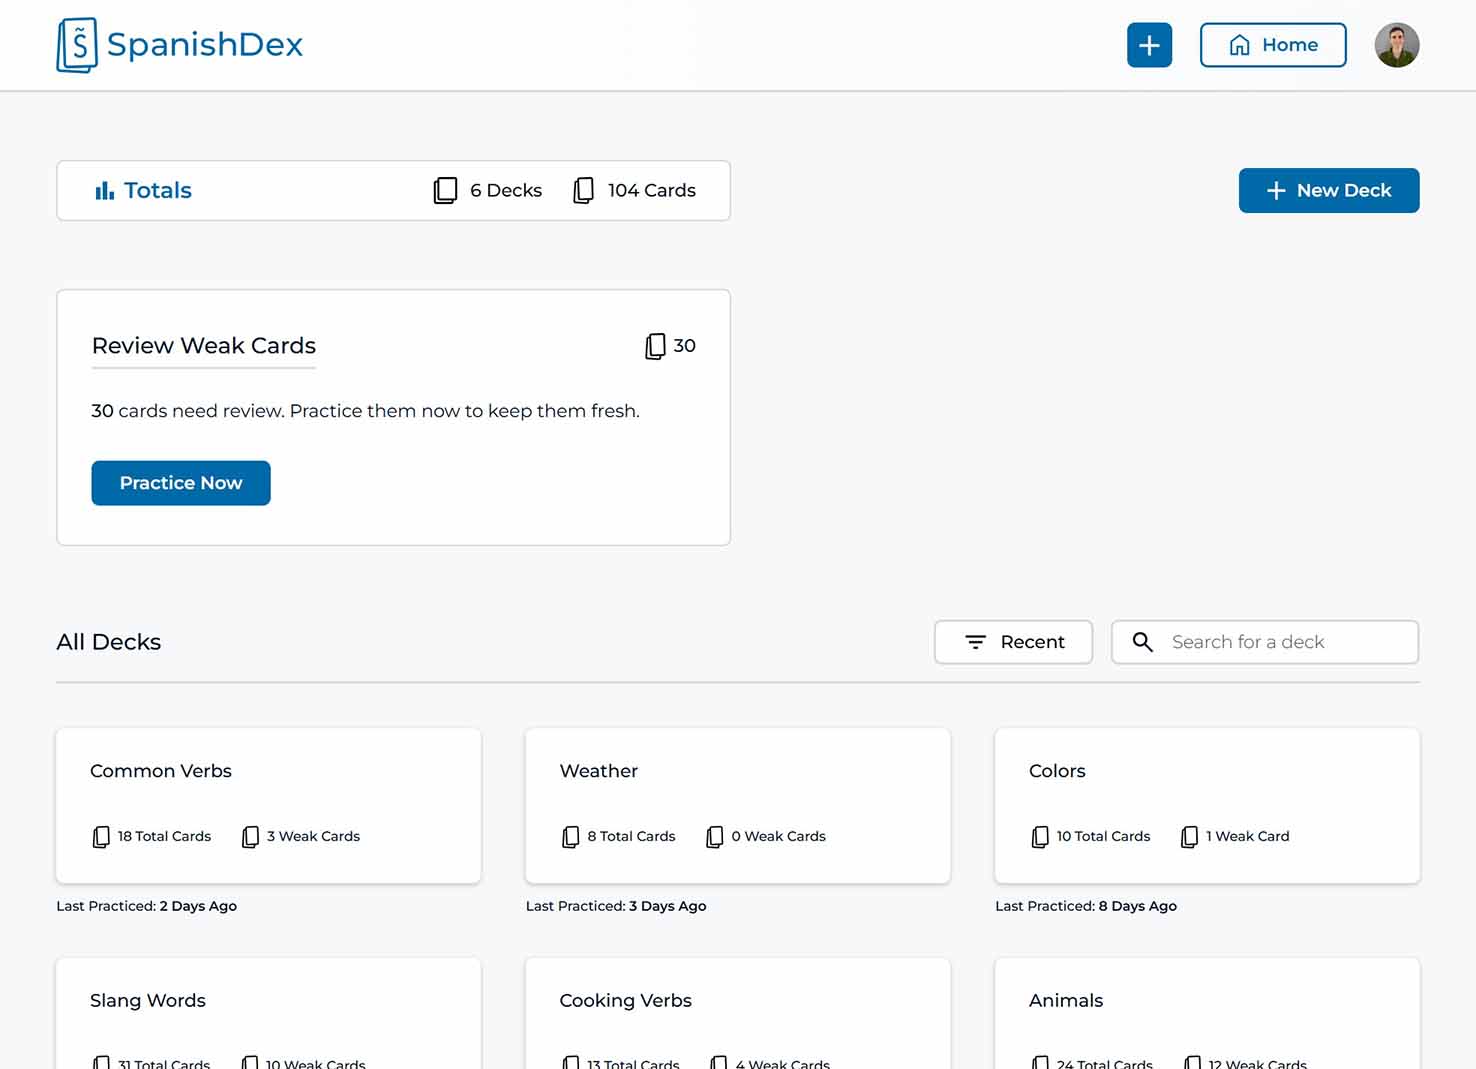 S̃ SpanishDex
Home
Totals 6 Decks 104 Cards
New Deck
Review Weak Cards 30
30 cards need review. Practice them now to keep them fresh.
Practice Now
All Decks Recent Search for a deck
Common Verbs
18 Total Cards 3 Weak Cards
Last Practiced: 2 Days Ago
Weather
8 Total Cards 0 Weak Cards
Last Practiced: 3 Days Ago
Colors
10 Total Cards 1 Weak Card
Last Practiced: 8 Days Ago
Slang Words
31 Total Cards 10 Weak Cards
Cooking Verbs
13 Total Cards 4 Weak Cards
Animals
24 Total Cards 12 Weak Cards